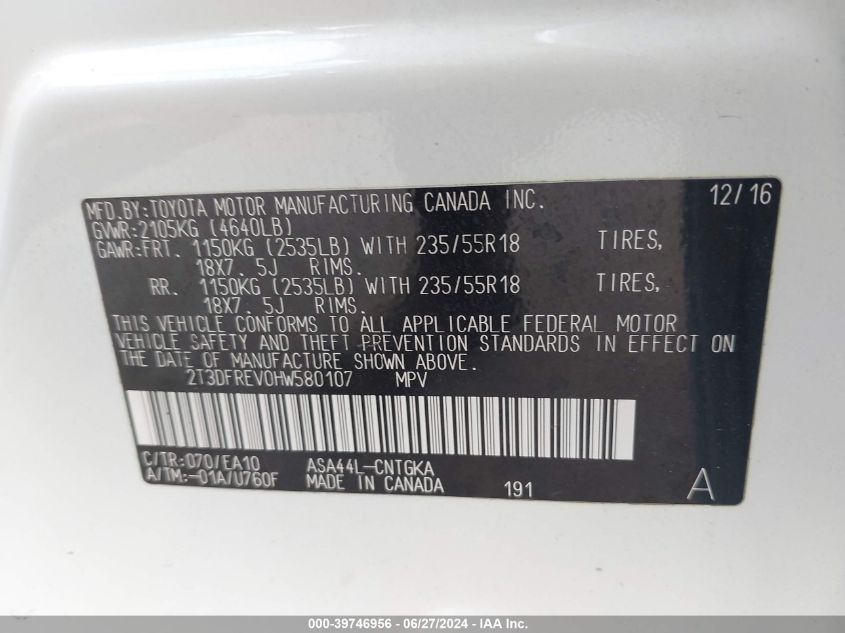 MFD.BY:TOYOTA MOTOR MANUFACTURING CANADA INC. 12/16
GVWR:2105KG (4640LB)
GAWR:FRT. 1150KG (2535LB) WITH 235/55R18 TIRES,
18X7.5J RIMS.
RR. 1150KG (2535LB) WITH 235/55R18 TIRES,
18X7.5J RIMS.
THIS VEHICLE CONFORMS TO ALL APPLICABLE FEDERAL MOTOR
VEHICLE SAFETY AND THEFT PREVENTION STANDARDS IN EFFECT ON
THE DATE OF MANUFACTURE SHOWN ABOVE.
2T3DFREV0HW580107 MPV
C/TR:070/EA10 ASA44L-CNTGKA
A/TM:-01A/U760F MADE IN CANADA 191 A
000-39746956 - 06/27/2024 - IAA Inc.